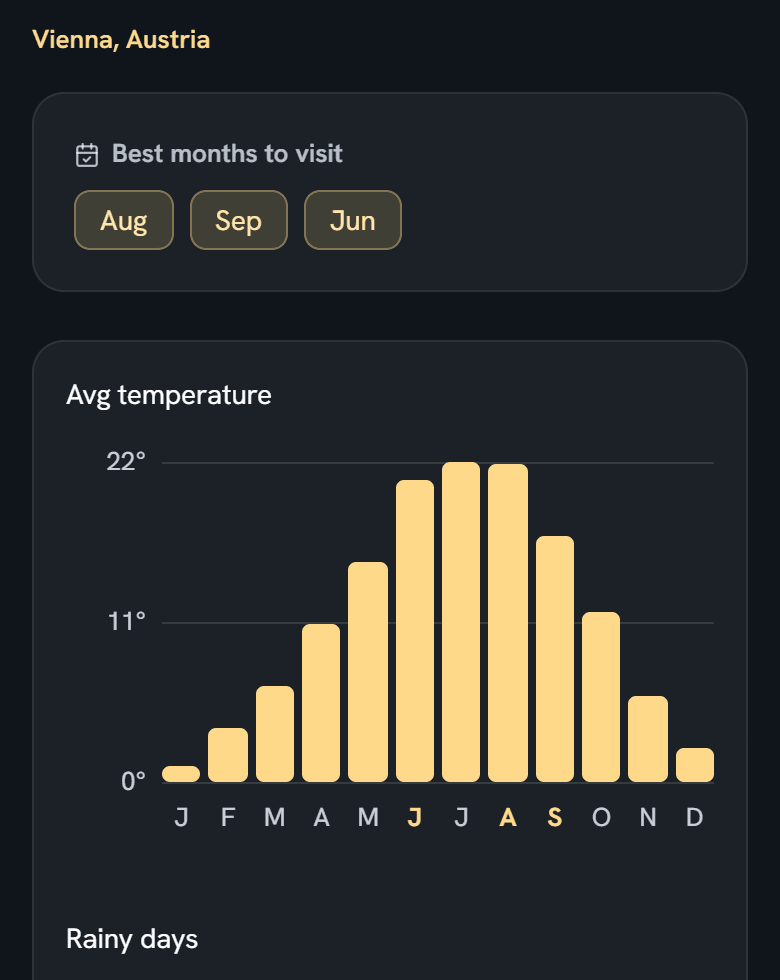 Vienna, Austria
Best months to visit
Aug Sep Jun
Avg temperature
22°
11°
0°
J F M A M J J A S O N D
Rainy days